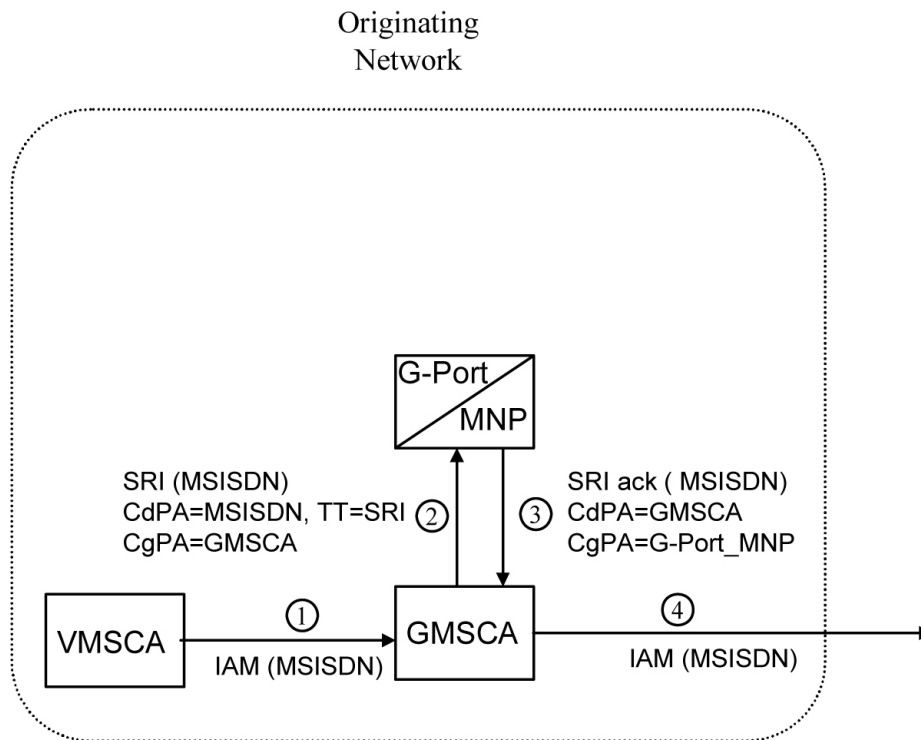 Originating
Network
G-Port
MNP
SRI (MSISDN)
CdPA=MSISDN, TT=SRI
CgPA=GMSCA
2
3
SRI ack ( MSISDN)
CdPA=GMSCA
CgPA=G-Port_MNP
VMSCA
1
IAM (MSISDN)
GMSCA
4
IAM (MSISDN)